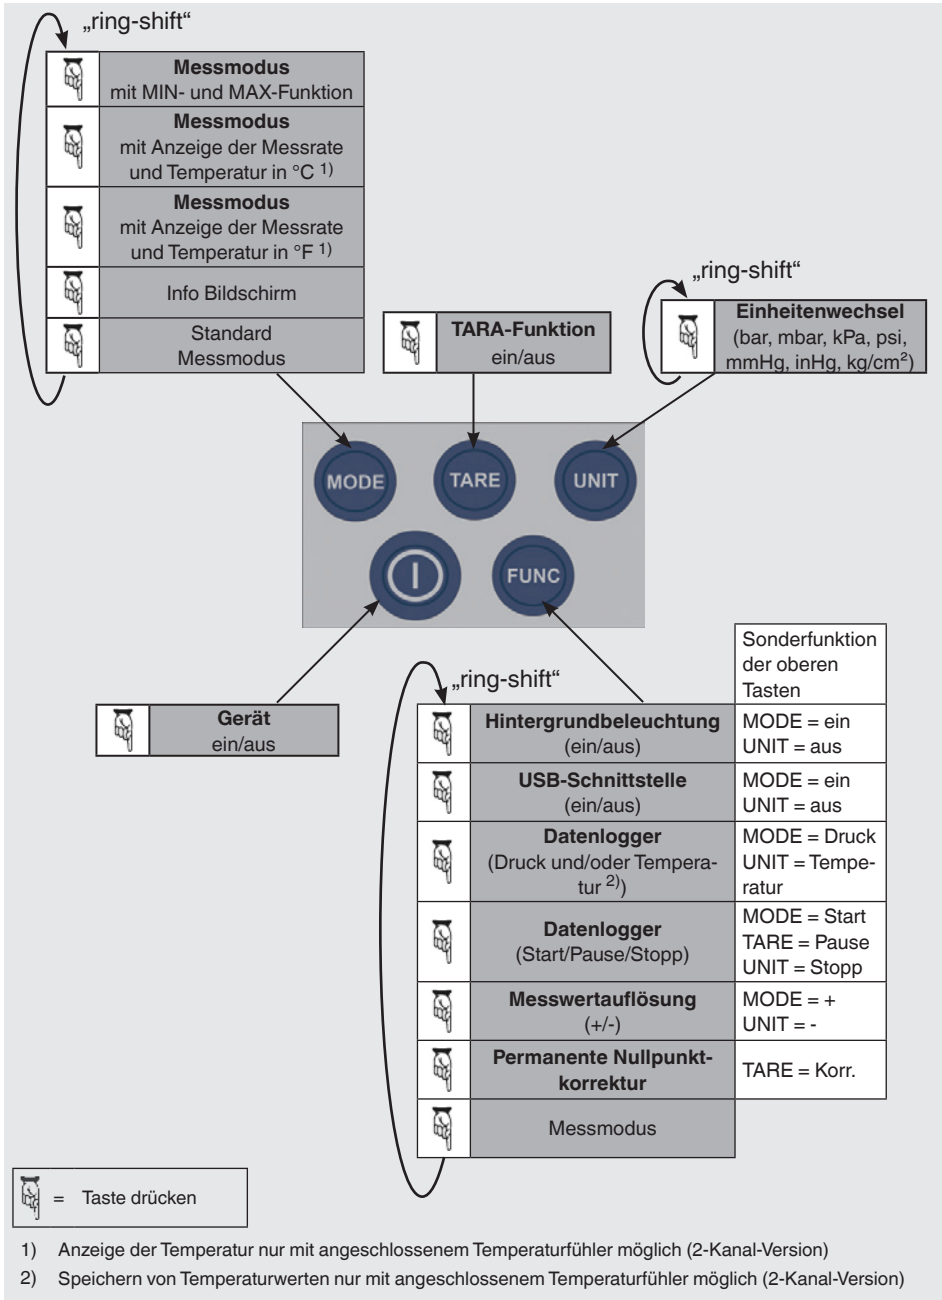 „ring-shift“
Messmodus
mit MIN- und MAX-Funktion
Messmodus
mit Anzeige der Messrate
und Temperatur in °C 1)
Messmodus
mit Anzeige der Messrate
und Temperatur in °F 1)
Info Bildschirm
Standard
Messmodus
TARA-Funktion
ein/aus
„ring-shift“
Einheitenwechsel
(bar, mbar, kPa, psi,
mmHg, inHg, kg/cm²)
MODE
TARE
UNIT
FUNC
Gerät
ein/aus
„ring-shift“
Sonderfunktion
der oberen
Tasten
Hintergrundbeleuchtung
(ein/aus)
MODE = ein
UNIT = aus
USB-Schnittstelle
(ein/aus)
MODE = ein
UNIT = aus
Datenlogger
(Druck und/oder Tempera-
tur 2))
MODE = Druck
UNIT = Tempe-
ratur
Datenlogger
(Start/Pause/Stopp)
MODE = Start
TARE = Pause
UNIT = Stopp
Messwertauflösung
(+/-)
MODE = +
UNIT = -
Permanente Nullpunkt-
korrektur
TARE = Korr.
Messmodus
= Taste drücken
1) Anzeige der Temperatur nur mit angeschlossenem Temperaturfühler möglich (2-Kanal-Version)
2) Speichern von Temperaturwerten nur mit angeschlossenem Temperaturfühler möglich (2-Kanal-Version)